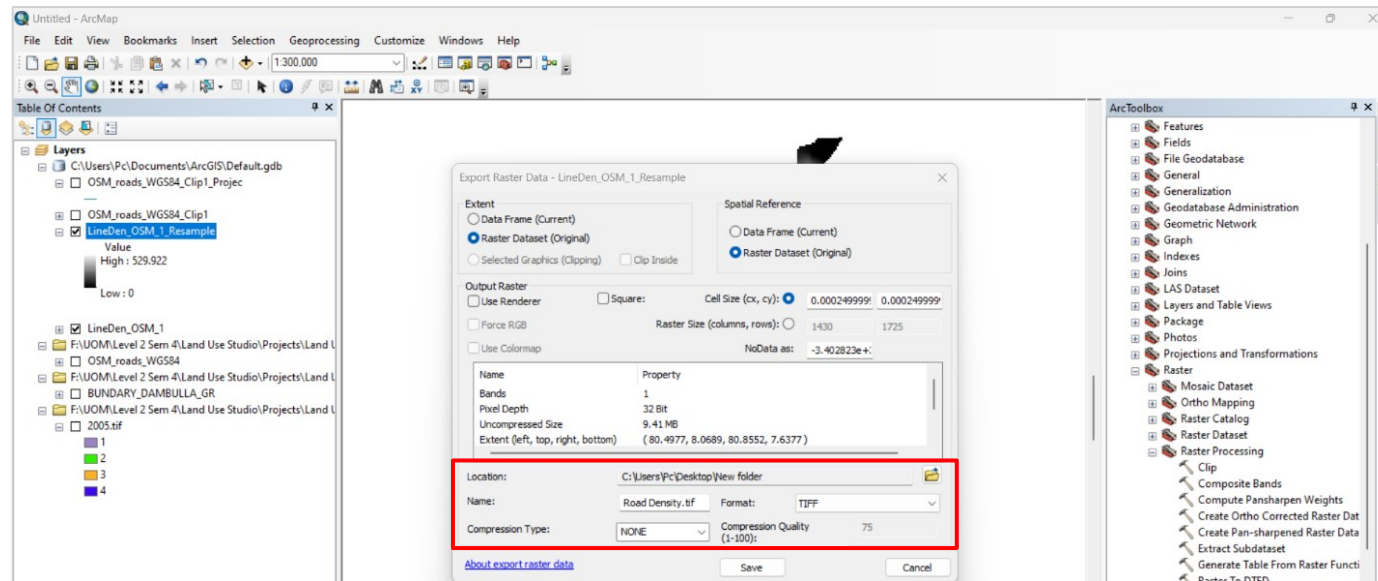 Untitled - ArcMap
File Edit View Bookmarks Insert Selection Geoprocessing Customize Windows Help
1:300.000
Table Of Contents
Layers
C:\Users\Pc\Documents\ArcGIS\Default.gdb
OSM_roads_WGS84_Clip1_Projec
OSM_roads_WGS84_Clip1
LineDen_OSM_1_Resample
Value
High : 529.922
Low : 0
LineDen_OSM_1
F:\UOM\Level 2 Sem 4\Land Use Studio\Projects\Land U
OSM_roads_WGS84
F:\UOM\Level 2 Sem 4\Land Use Studio\Projects\Land U
BUNDARY_DAMBULLA_GR
F:\UOM\Level 2 Sem 4\Land Use Studio\Projects\Land U
2005.tif
1
2
3
4
Export Raster Data - LineDen_OSM_1_Resample
Extent
Data Frame (Current)
Raster Dataset (Original)
Selected Graphics (Clipping) Clip Inside
Spatial Reference
Data Frame (Current)
Raster Dataset (Original)
Output Raster
Use Renderer Square: Cell Size (cx, cy): 0.000249999 0.000249999
Force RGB Raster Size (columns, rows): 1430 1725
Use Colormap NoData as: -3.402823e+
Name Property
Bands 1
Pixel Depth 32 Bit
Uncompressed Size 9.41 MB
Extent (left, top, right, bottom) ( 80.4977, 8.0689, 80.8552, 7.6377 )
Location: C:\Users\Pc\Desktop\New folder
Name: Road Density.tif Format: TIFF
Compression Type: NONE Compression Quality (1-100): 75
About export raster data Save Cancel
ArcToolbox
Features
Fields
File Geodatabase
General
Generalization
Geodatabase Administration
Geometric Network
Graph
Indexes
Joins
LAS Dataset
Layers and Table Views
Package
Photos
Projections and Transformations
Raster
Mosaic Dataset
Ortho Mapping
Raster Catalog
Raster Dataset
Raster Processing
Clip
Composite Bands
Compute Pansharpen Weights
Create Ortho Corrected Raster Dat
Create Pan-sharpened Raster Data
Extract Subdataset
Generate Table From Raster Functi
Raster To DTED